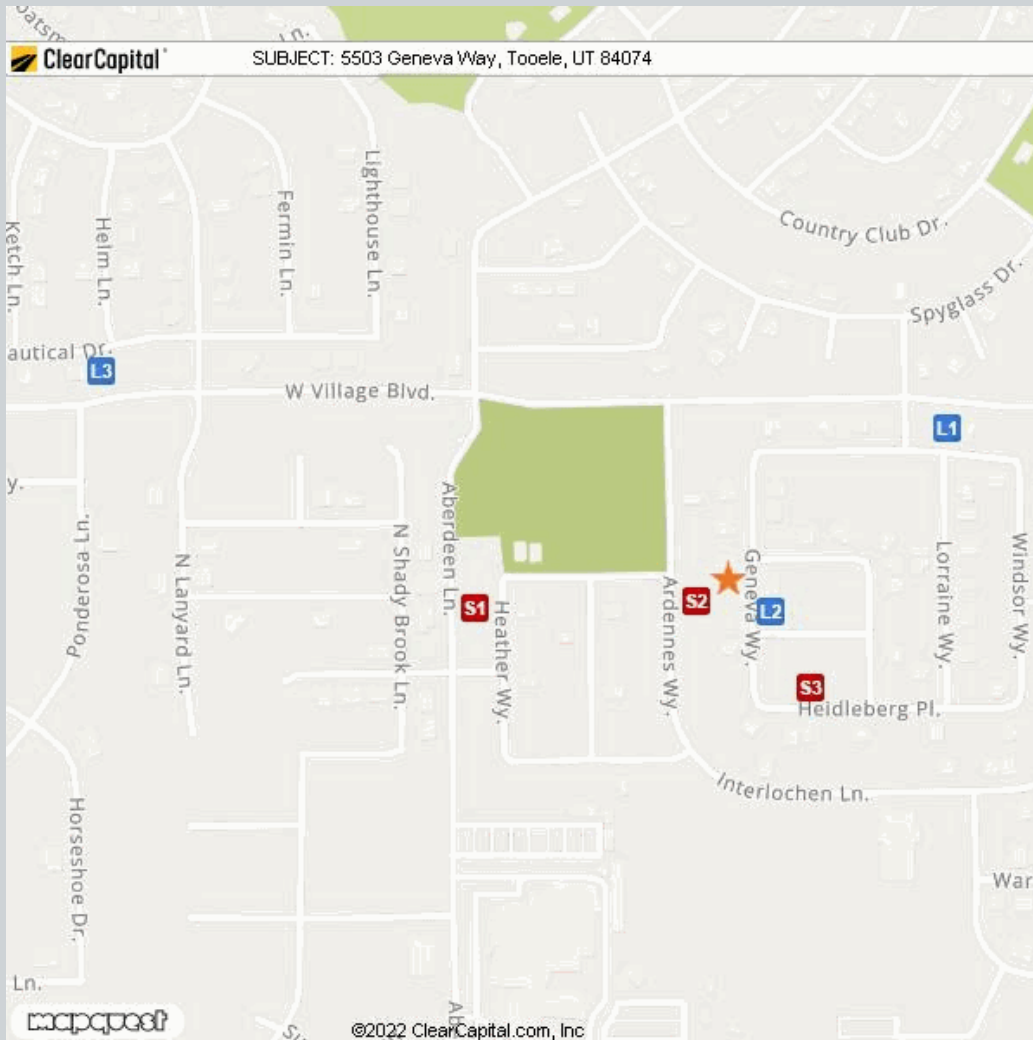 ClearCapital
SUBJECT: 5503 Geneva Way, Tooele, UT 84074
Ln.
Lighthouse Ln.
Fermin Ln.
Helm Ln.
Ketch Ln.
Country Club Dr.
Spyglass Dr.
autical Dr.
L3
W Village Blvd.
L1
y.
Ponderosa Ln.
N Lanyard Ln.
N Shady Brook Ln.
Aberdeen Ln.
S1
Heather Wy.
Ardennes Wy.
S2
Geneva Wy.
L2
Lorraine Wy.
Windsor Wy.
S3
Heidleberg Pl.
Interlochen Ln.
Horseshoe Dr.
War
Ln.
Ab
mapquest
©2022 ClearCapital.com, Inc